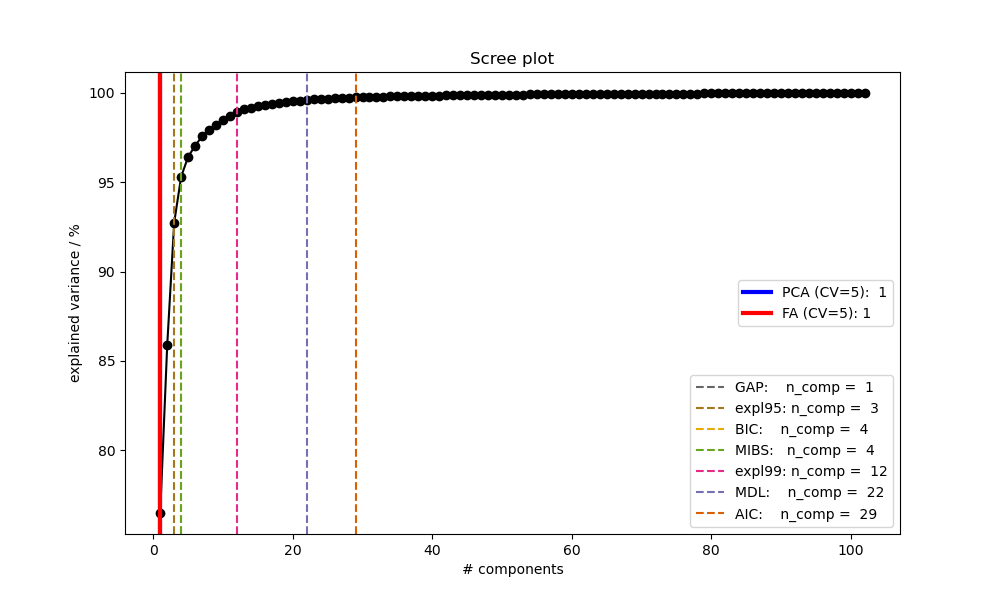 Scree plot
explained variance / %
100
95
90
85
80
0 20 40 60 80 100
# components
PCA (CV=5): 1
FA (CV=5): 1
GAP: n_comp = 1
expl95: n_comp = 3
BIC: n_comp = 4
MIBS: n_comp = 4
expl99: n_comp = 12
MDL: n_comp = 22
AIC: n_comp = 29